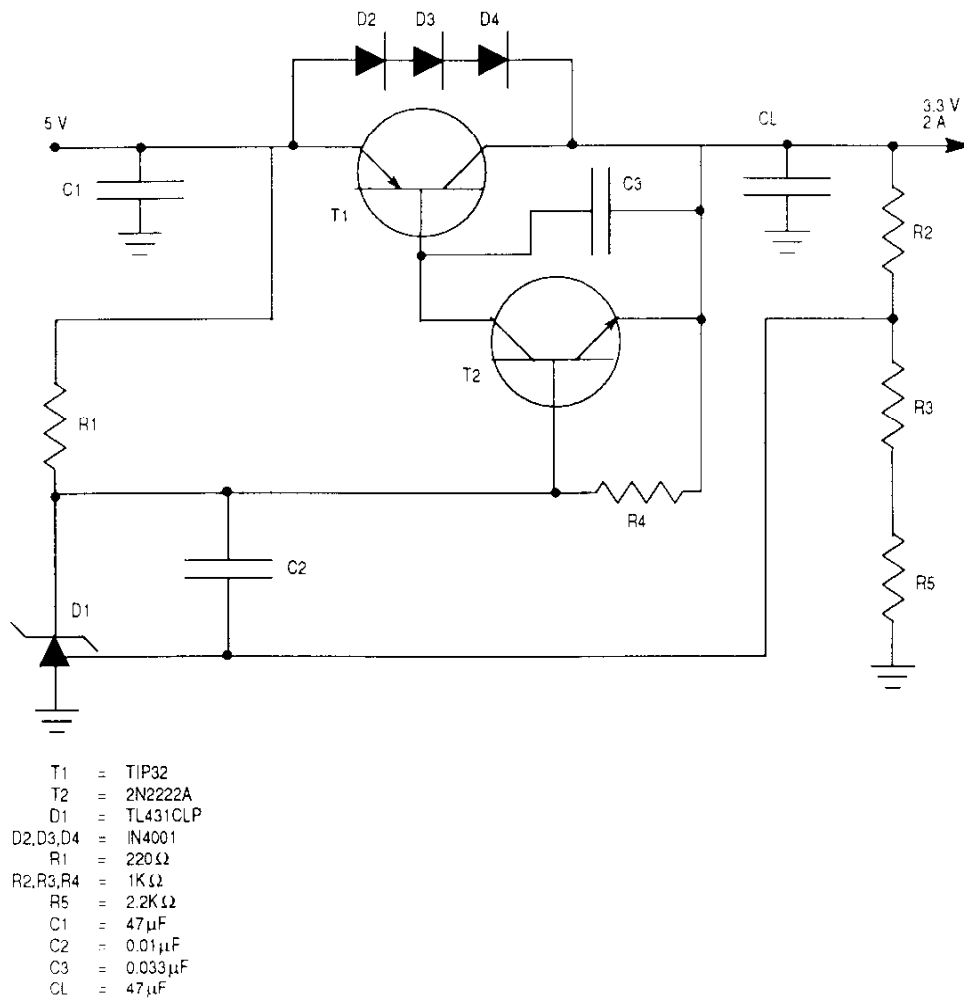 D2 D3 D4
5 V
CL
3.3 V
2 A
C1
T1
C3
R2
T2
R1
R3
R4
C2
R5
D1
T1 = TIP32
T2 = 2N2222A
D1 = TL431CLP
D2,D3,D4 = IN4001
R1 = 220Ω
R2,R3,R4 = 1KΩ
R5 = 2.2KΩ
C1 = 47µF
C2 = 0.01µF
C3 = 0.033µF
CL = 47µF